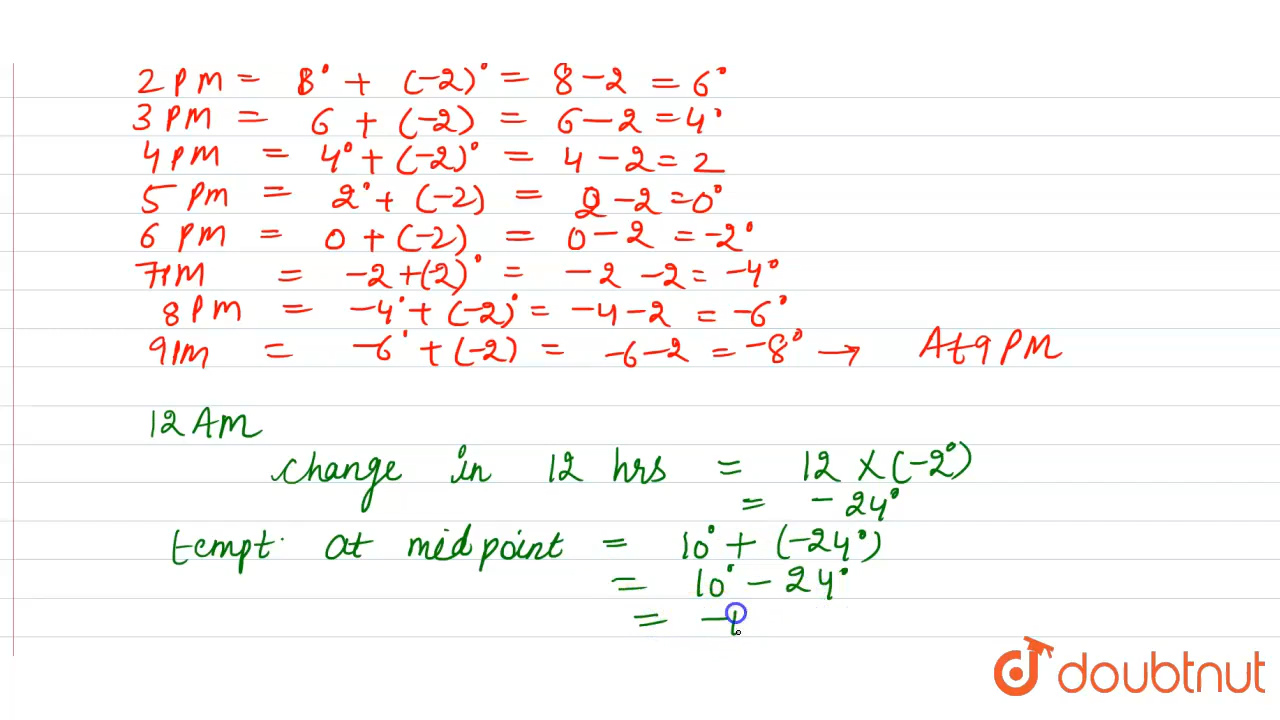 2 PM = 8° + (-2)° = 8 - 2 = 6°
3 PM = 6 + (-2) = 6 - 2 = 4°
4 PM = 4° + (-2)° = 4 - 2 = 2
5 Pm = 2° + (-2) = 2 - 2 = 0°
6 PM = 0 + (-2) = 0 - 2 = -2°
7PM = -2 + (-2)° = -2 - 2 = -4°
8 PM = -4° + (-2)° = -4 - 2 = -6°
9PM = -6° + (-2) = -6 - 2 = -8° → At 9 PM
12 AM
Change in 12 hrs = 12 × (-2°)
= -24°
tempt. at midpoint = 10° + (-24°)
= 10° - 24°
= -1
doubtnut